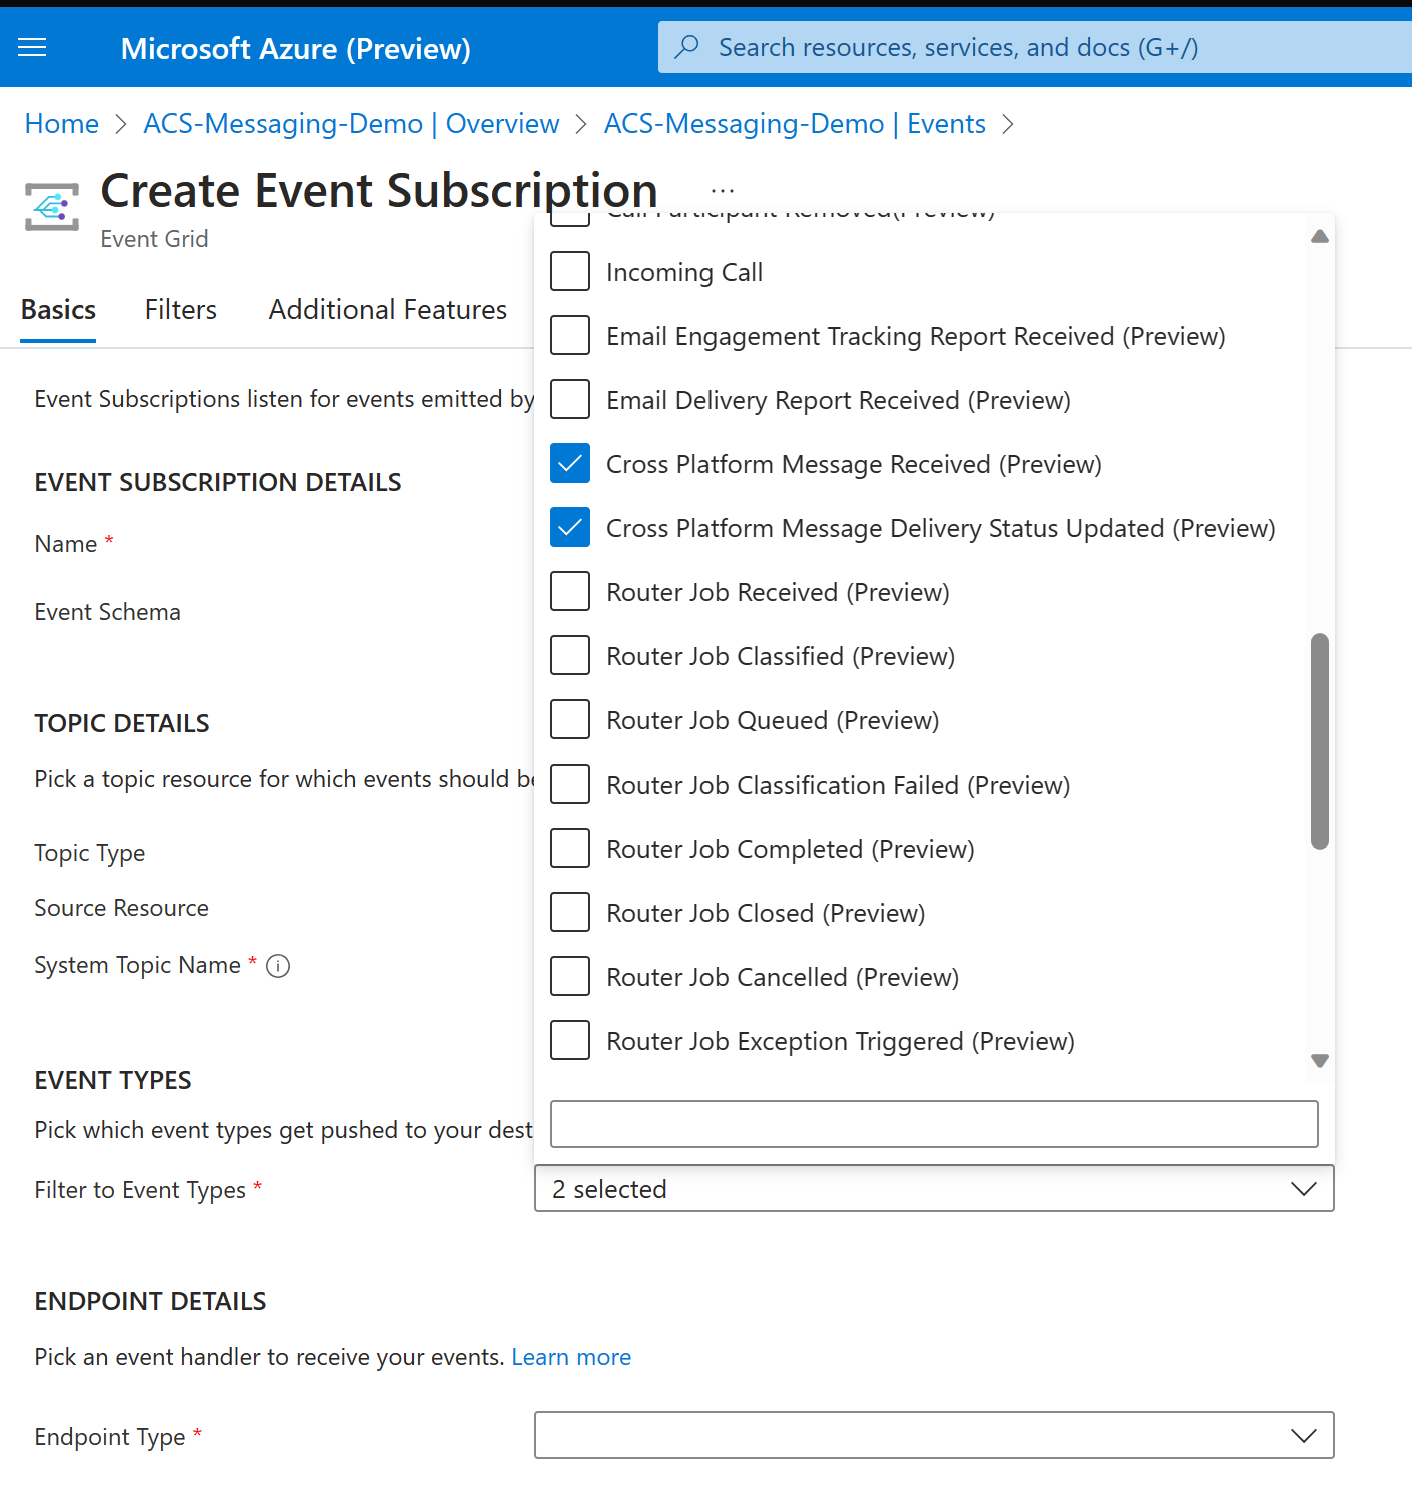 Microsoft Azure (Preview)
Search resources, services, and docs (G+/)
Home > ACS-Messaging-Demo | Overview > ACS-Messaging-Demo | Events >
Create Event Subscription ...
Event Grid
Basics Filters Additional Features
Event Subscriptions listen for events emitted by
EVENT SUBSCRIPTION DETAILS
Name *
Event Schema
TOPIC DETAILS
Pick a topic resource for which events should be
Topic Type
Source Resource
System Topic Name *
EVENT TYPES
Pick which event types get pushed to your dest
Filter to Event Types *
Call Participant Removed(Preview)
Incoming Call
Email Engagement Tracking Report Received (Preview)
Email Delivery Report Received (Preview)
Cross Platform Message Received (Preview)
Cross Platform Message Delivery Status Updated (Preview)
Router Job Received (Preview)
Router Job Classified (Preview)
Router Job Queued (Preview)
Router Job Classification Failed (Preview)
Router Job Completed (Preview)
Router Job Closed (Preview)
Router Job Cancelled (Preview)
Router Job Exception Triggered (Preview)
2 selected
ENDPOINT DETAILS
Pick an event handler to receive your events. Learn more
Endpoint Type *